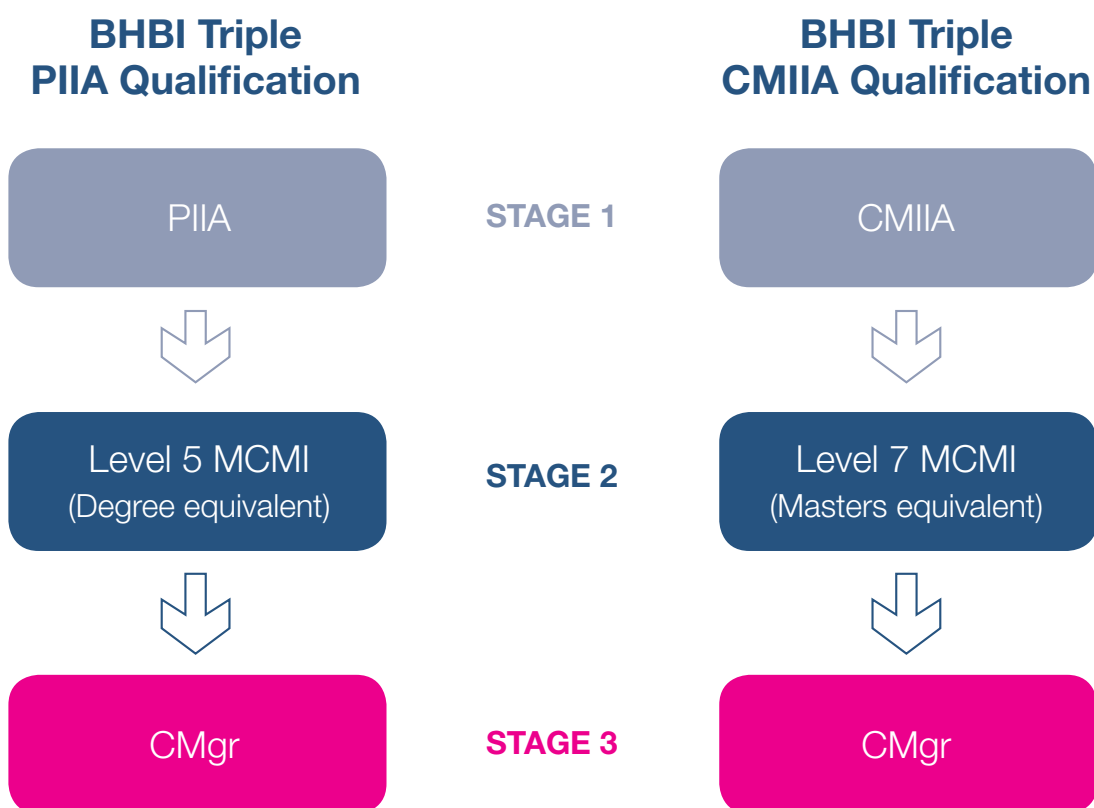 BHBI Triple
PIIA Qualification
BHBI Triple
CMIIA Qualification
PIIA
STAGE 1
CMIIA
Level 5 MCMI
(Degree equivalent)
STAGE 2
Level 7 MCMI
(Masters equivalent)
CMgr
STAGE 3
CMgr